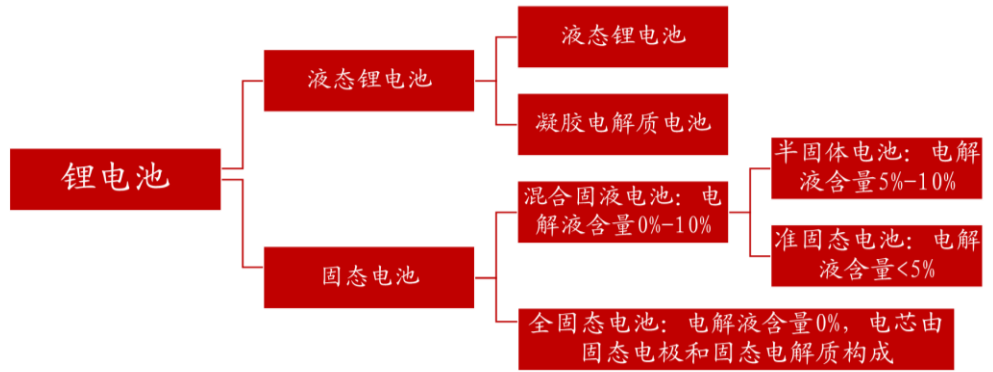 锂电池
液态锂电池
液态锂电池
凝胶电解质电池
固态电池
混合固液电池：电
解液含量0%-10%
半固体电池：电解
液含量5%-10%
准固态电池：电解
液含量<5%
全固态电池：电解液含量0%，电芯由
固态电极和固态电解质构成